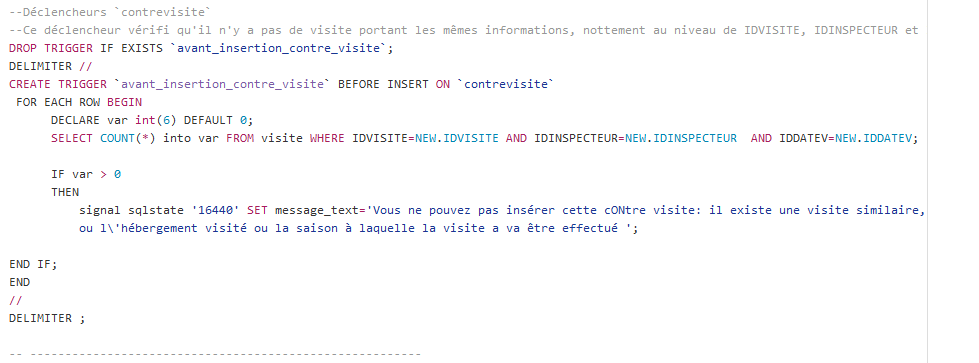 --Déclencheurs `contrevisite`
--Ce déclencheur vérifi qu'il n'y a pas de visite portant les mêmes informations, nottement au niveau de IDVISITE, IDINSPECTEUR et
DROP TRIGGER IF EXISTS `avant_insertion_contre_visite`;
DELIMITER //
CREATE TRIGGER `avant_insertion_contre_visite` BEFORE INSERT ON `contrevisite`
FOR EACH ROW BEGIN
DECLARE var int(6) DEFAULT 0;
SELECT COUNT(*) into var FROM visite WHERE IDVISITE=NEW.IDVISITE AND IDINSPECTEUR=NEW.IDINSPECTEUR AND IDDATEV=NEW.IDDATEV;
IF var > 0
THEN
signal sqlstate '16440' SET message_text='Vous ne pouvez pas insérer cette cONtre visite: il existe une visite similaire,
ou l\'hébergement visité ou la saison à laquelle la visite a va être effectué ';
END IF;
END
//
DELIMITER ;
-- --------------------------------------------------------